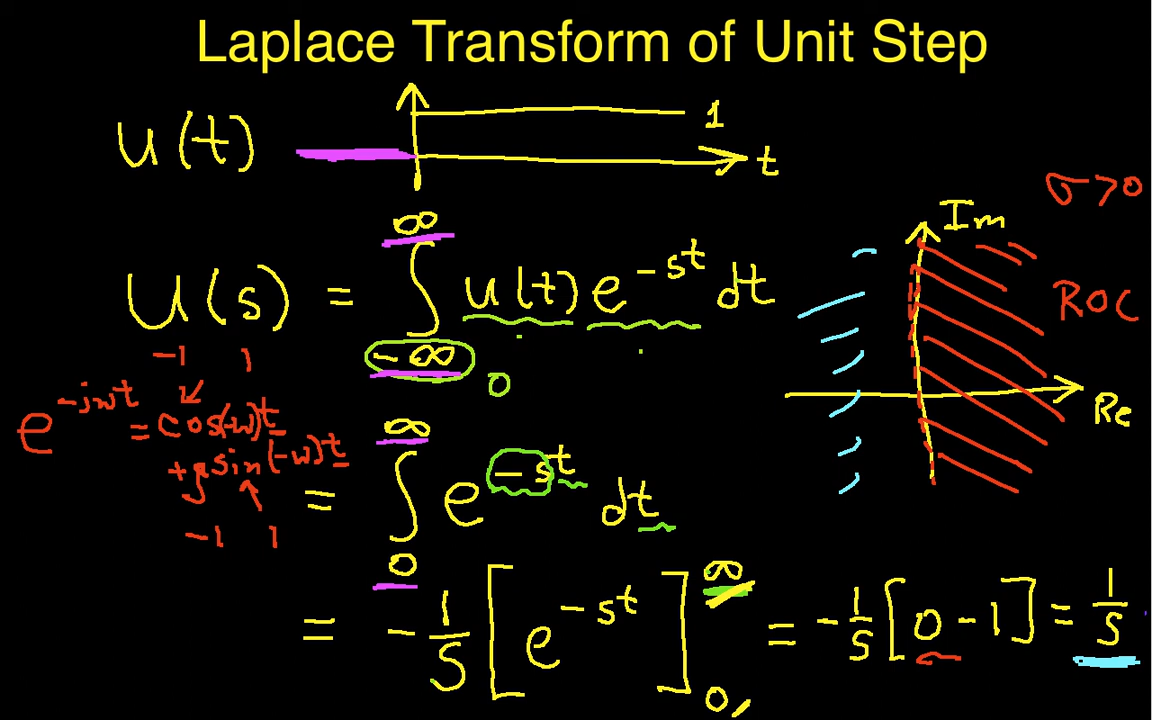 Laplace Transform of Unit Step
u(t)
1
t
σ>0
Im
ROC
Re
U(s) = ∫_{-∞}^{∞} u(t) e^{-st} dt
0
-1 1
e^{-jωt} = cos(-ω)t
+jsin(-ω)t
-1 1
= ∫_{0}^{∞} e^{-st} dt
= -1/s [e^{-st}]_{0,}^{∞} = -1/s [0-1] = 1/s